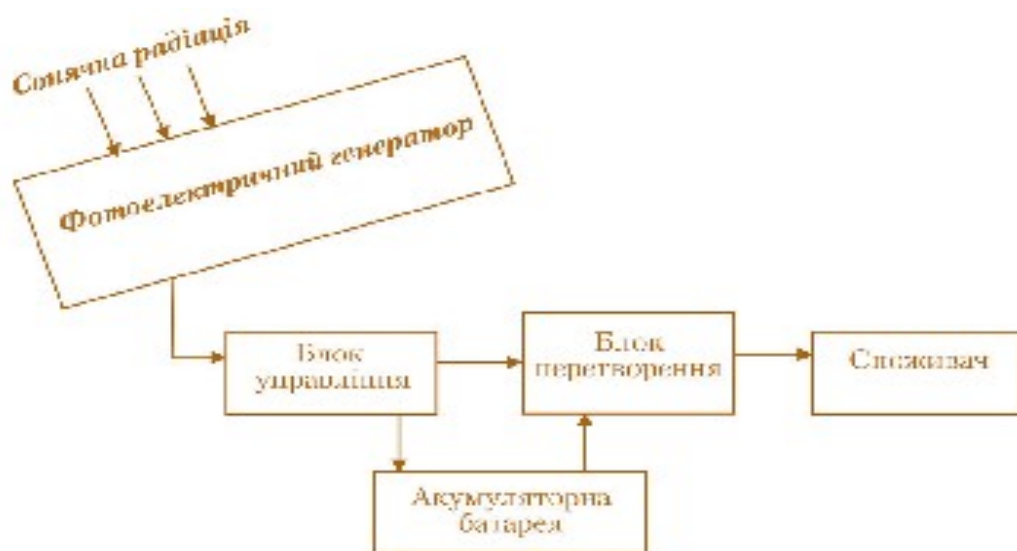 Сонячна радіація
Фотоелектричний генератор
Блок
управління
Блок
перетворення
Споживач
Акумуляторна
батарея